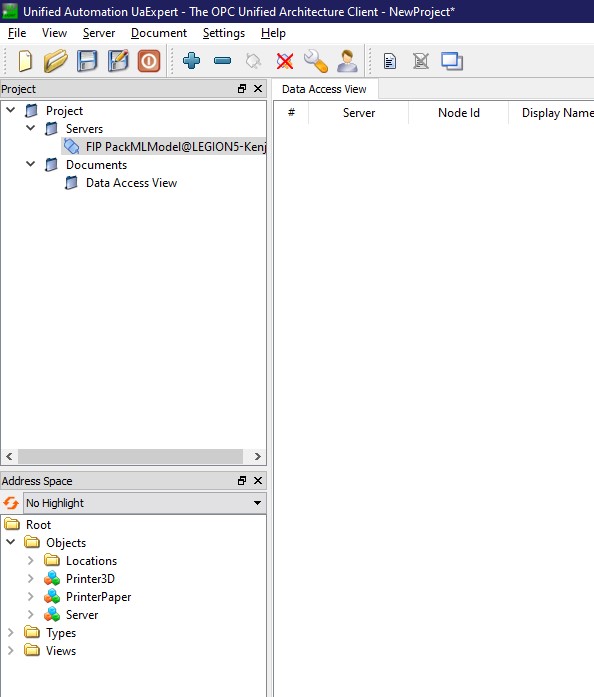 Unified Automation UaExpert - The OPC Unified Architecture Client - NewProject*
File View Server Document Settings Help
Project
Project
Servers
FIP PackMLModel@LEGION5-Kenj
Documents
Data Access View
Address Space
No Highlight
Root
Objects
Locations
Printer3D
PrinterPaper
Server
Types
Views
Data Access View
# Server Node Id Display Name